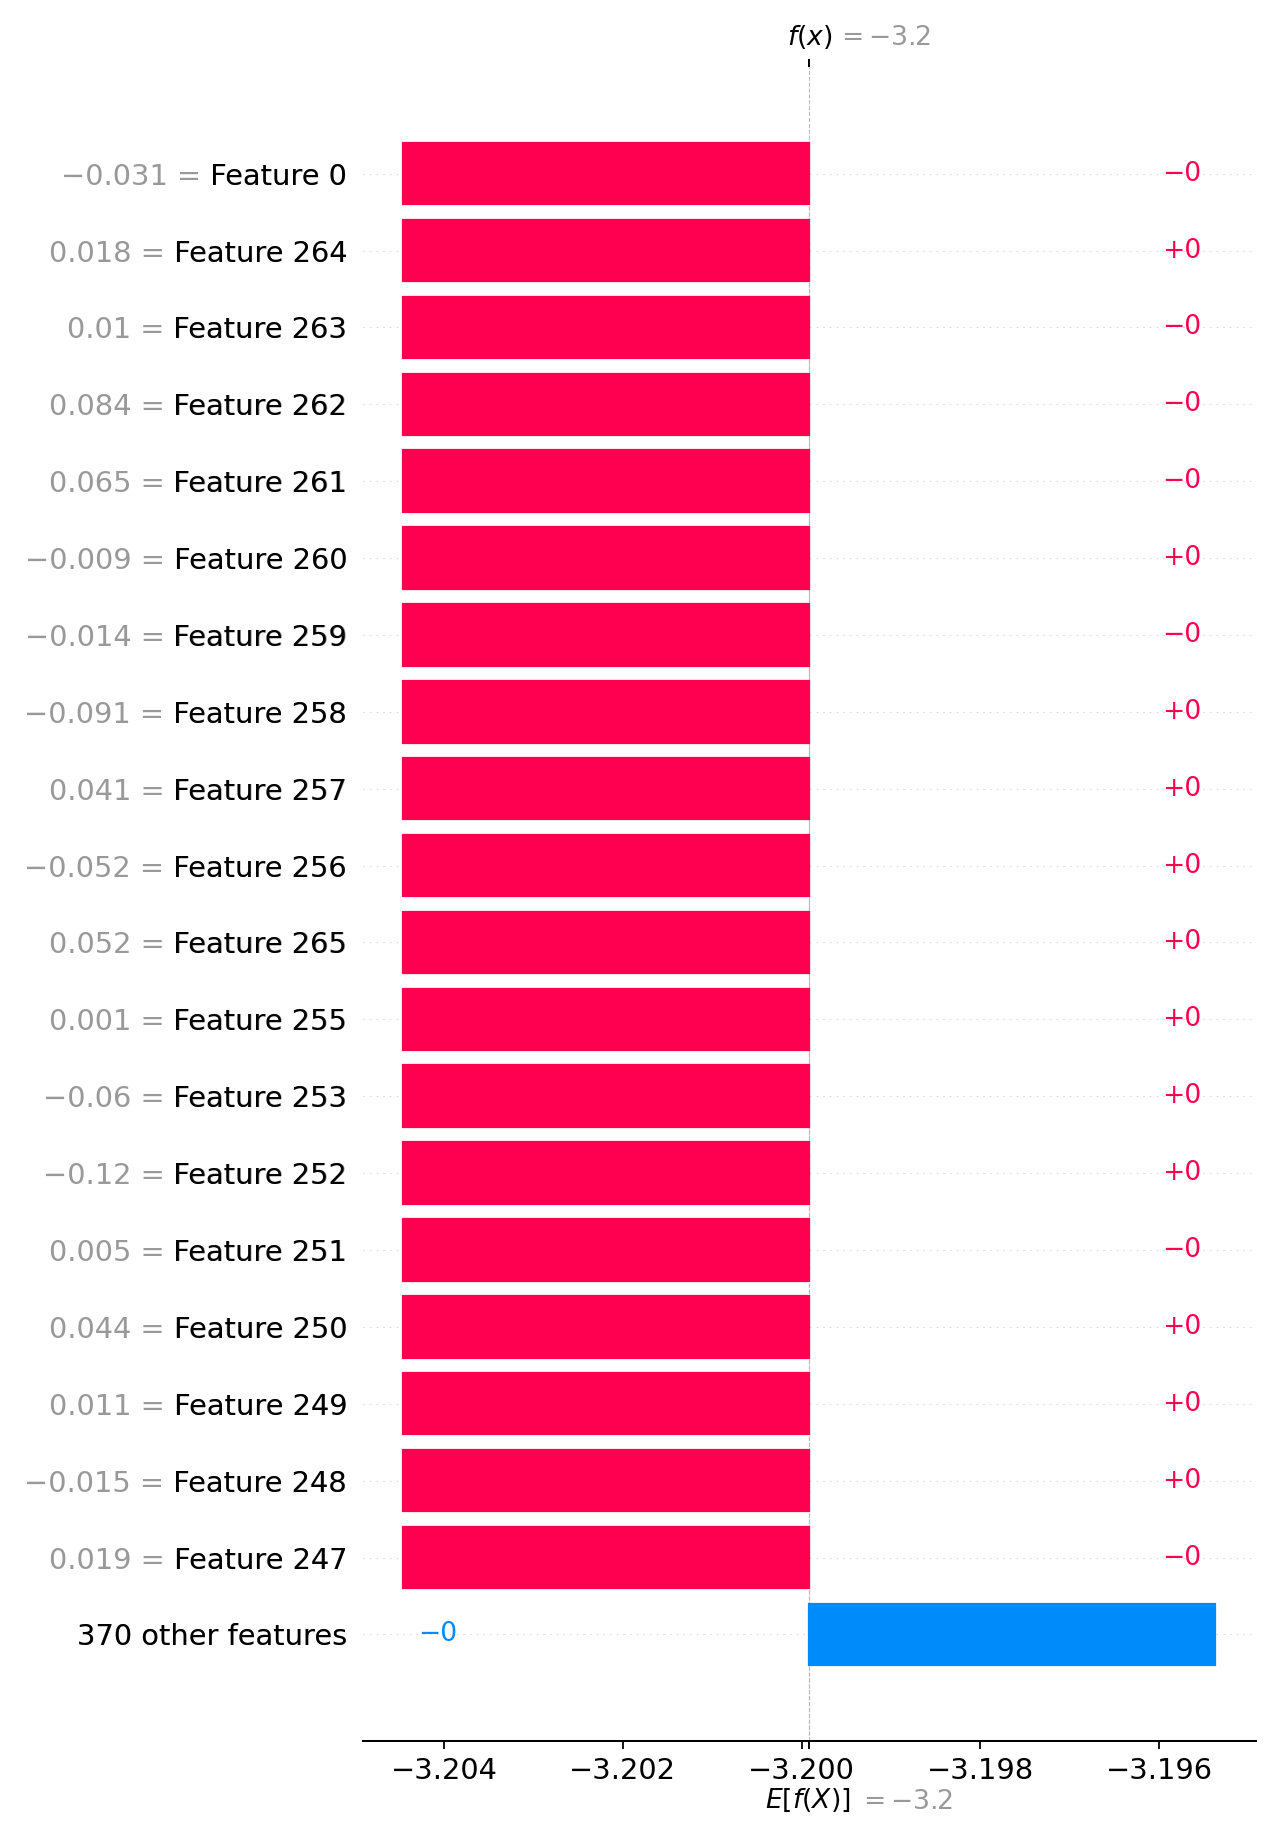 f(x) = −3.2
−0.031 = Feature 0 −0
0.018 = Feature 264 +0
0.01 = Feature 263 −0
0.084 = Feature 262 −0
0.065 = Feature 261 −0
−0.009 = Feature 260 +0
−0.014 = Feature 259 −0
−0.091 = Feature 258 +0
0.041 = Feature 257 +0
−0.052 = Feature 256 +0
0.052 = Feature 265 +0
0.001 = Feature 255 +0
−0.06 = Feature 253 +0
−0.12 = Feature 252 +0
0.005 = Feature 251 −0
0.044 = Feature 250 +0
0.011 = Feature 249 +0
−0.015 = Feature 248 +0
0.019 = Feature 247 −0
370 other features −0
−3.204 −3.202 −3.200 −3.198 −3.196
E[f(X)] = −3.2